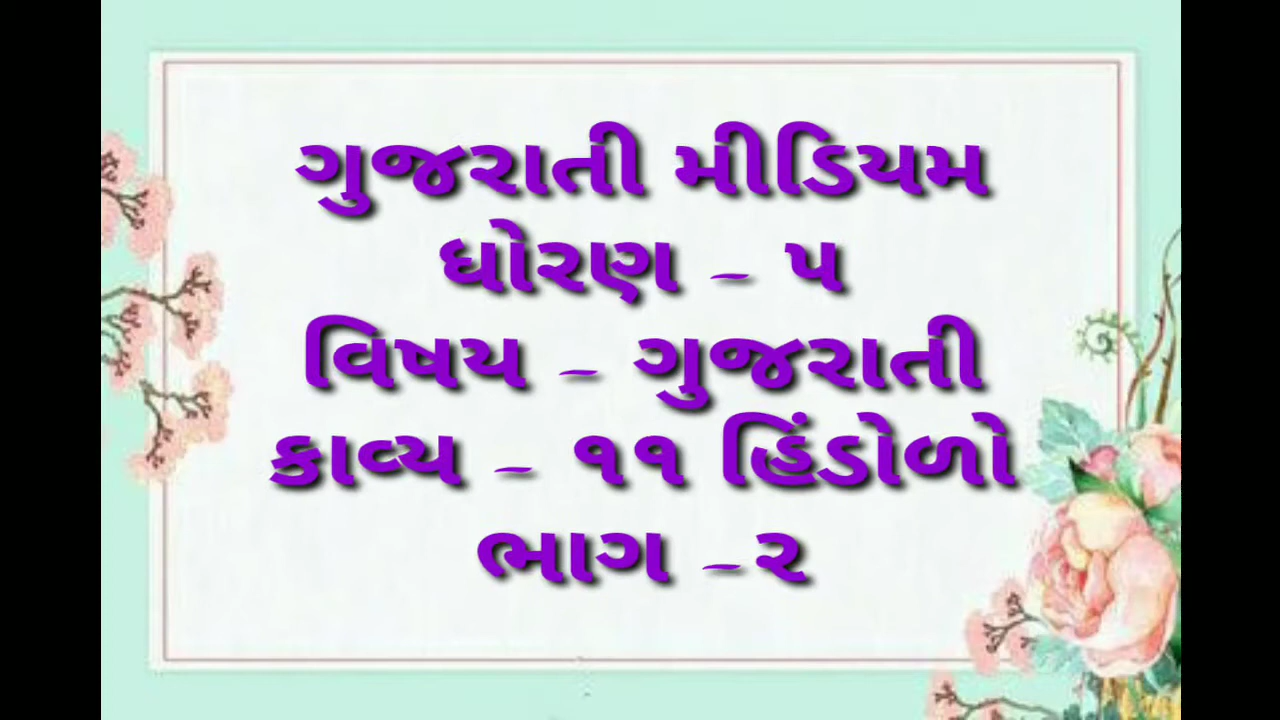 ગુજરાતી મીડિયમ
ધોરણ - ૫
વિષય - ગુજરાતી
કાવ્ય - ૧૧ હિંડોળો
ભાગ -૨